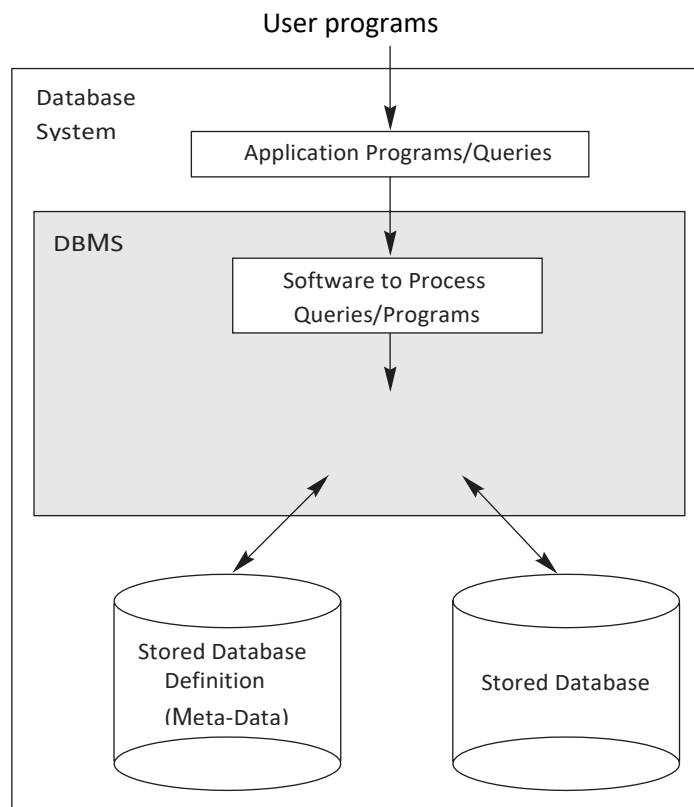 User programs
Database
System
Application Programs/Queries
DBMS
Software to Process
Queries/Programs
Stored Database
Definition
(Meta-Data)
Stored Database